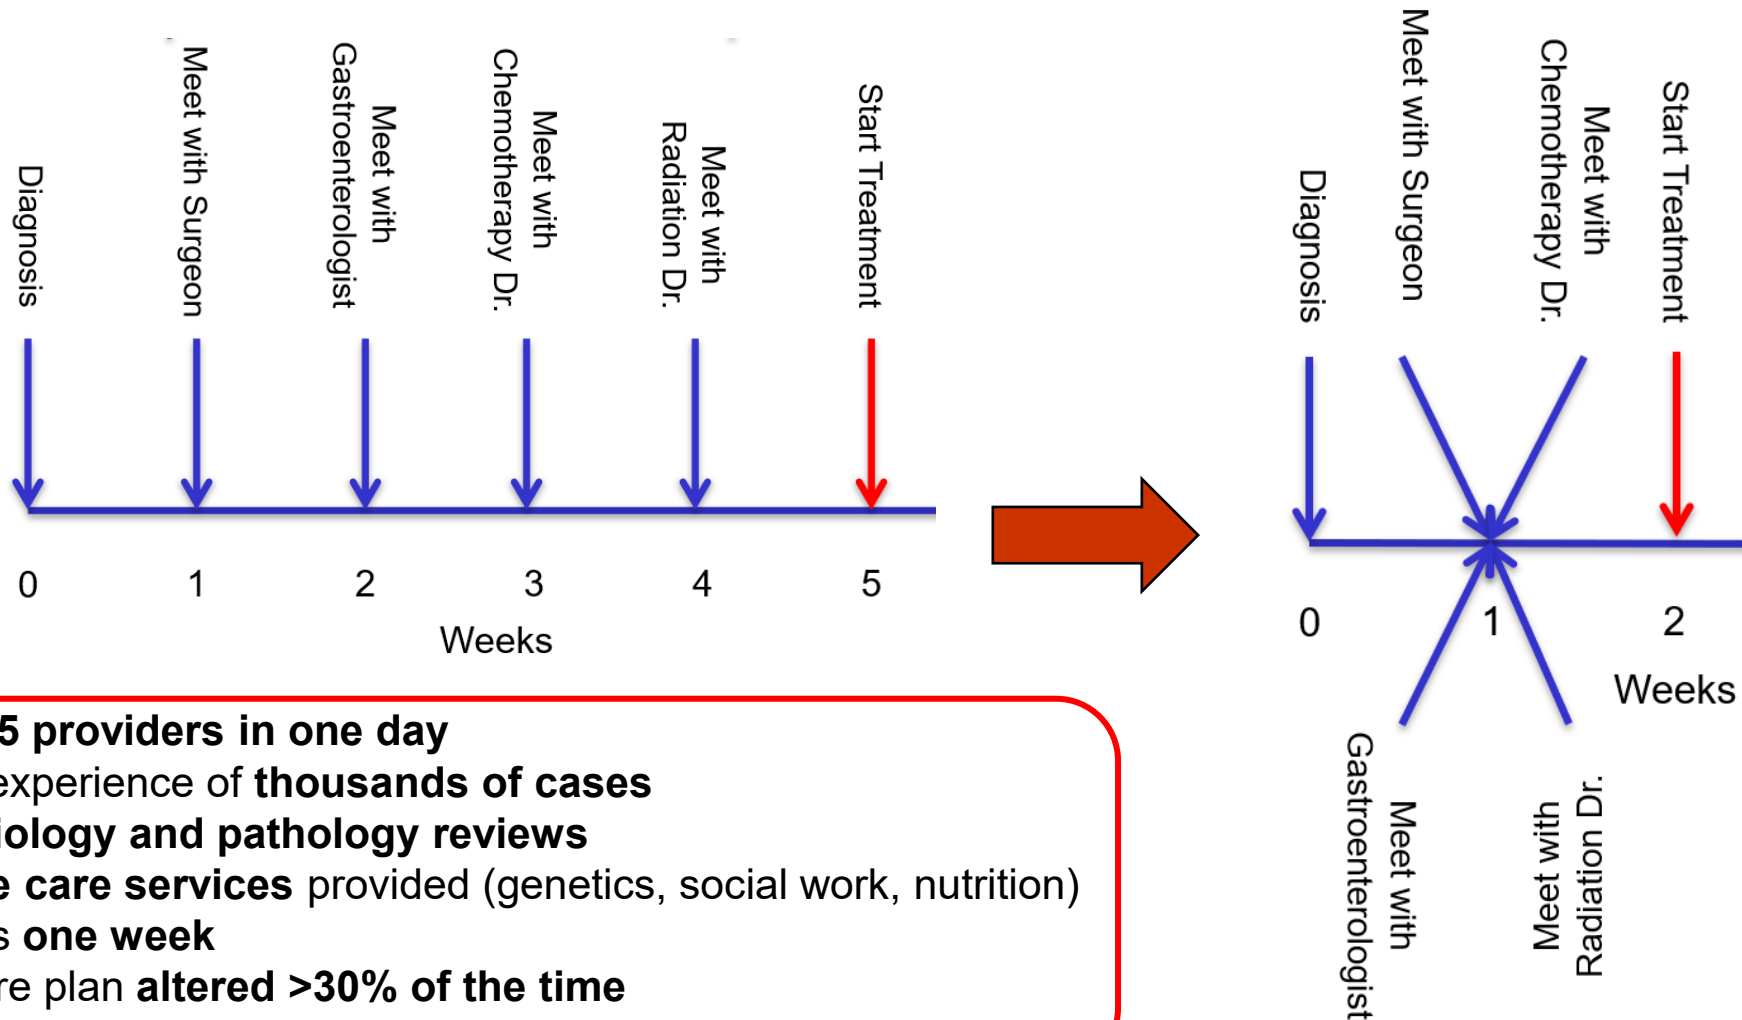 Diagnosis
Meet with Surgeon
Meet with
Gastroenterologist
Meet with
Chemotherapy Dr.
Meet with
Radiation Dr.
Start Treatment
0 1 2 3 4 5
Weeks
Diagnosis
Meet with Surgeon
Meet with
Chemotherapy Dr.
Start Treatment
0 1 2
Weeks
Meet with
Gastroenterologist
Meet with
Radiation Dr.
5 providers in one day
experience of thousands of cases
iology and pathology reviews
e care services provided (genetics, social work, nutrition)
s one week
re plan altered >30% of the time